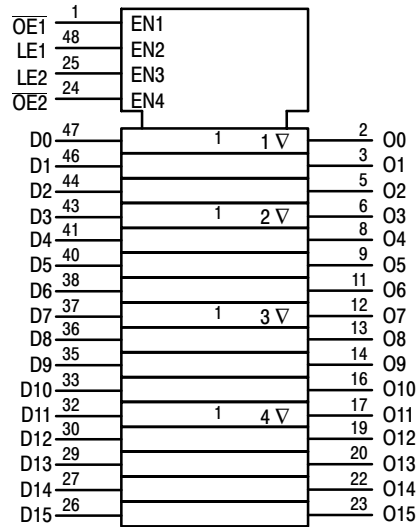 1
O̅E̅1̅ EN1
48
LE1 EN2
25
LE2 EN3
24
O̅E̅2̅ EN4
D0 47 1 1 ∇ 2 O0
D1 46 3 O1
D2 44 5 O2
D3 43 1 2 ∇ 6 O3
D4 41 8 O4
D5 40 9 O5
D6 38 11 O6
D7 37 1 3 ∇ 12 O7
D8 36 13 O8
D9 35 14 O9
D10 33 16 O10
D11 32 1 4 ∇ 17 O11
D12 30 19 O12
D13 29 20 O13
D14 27 22 O14
D15 26 23 O15